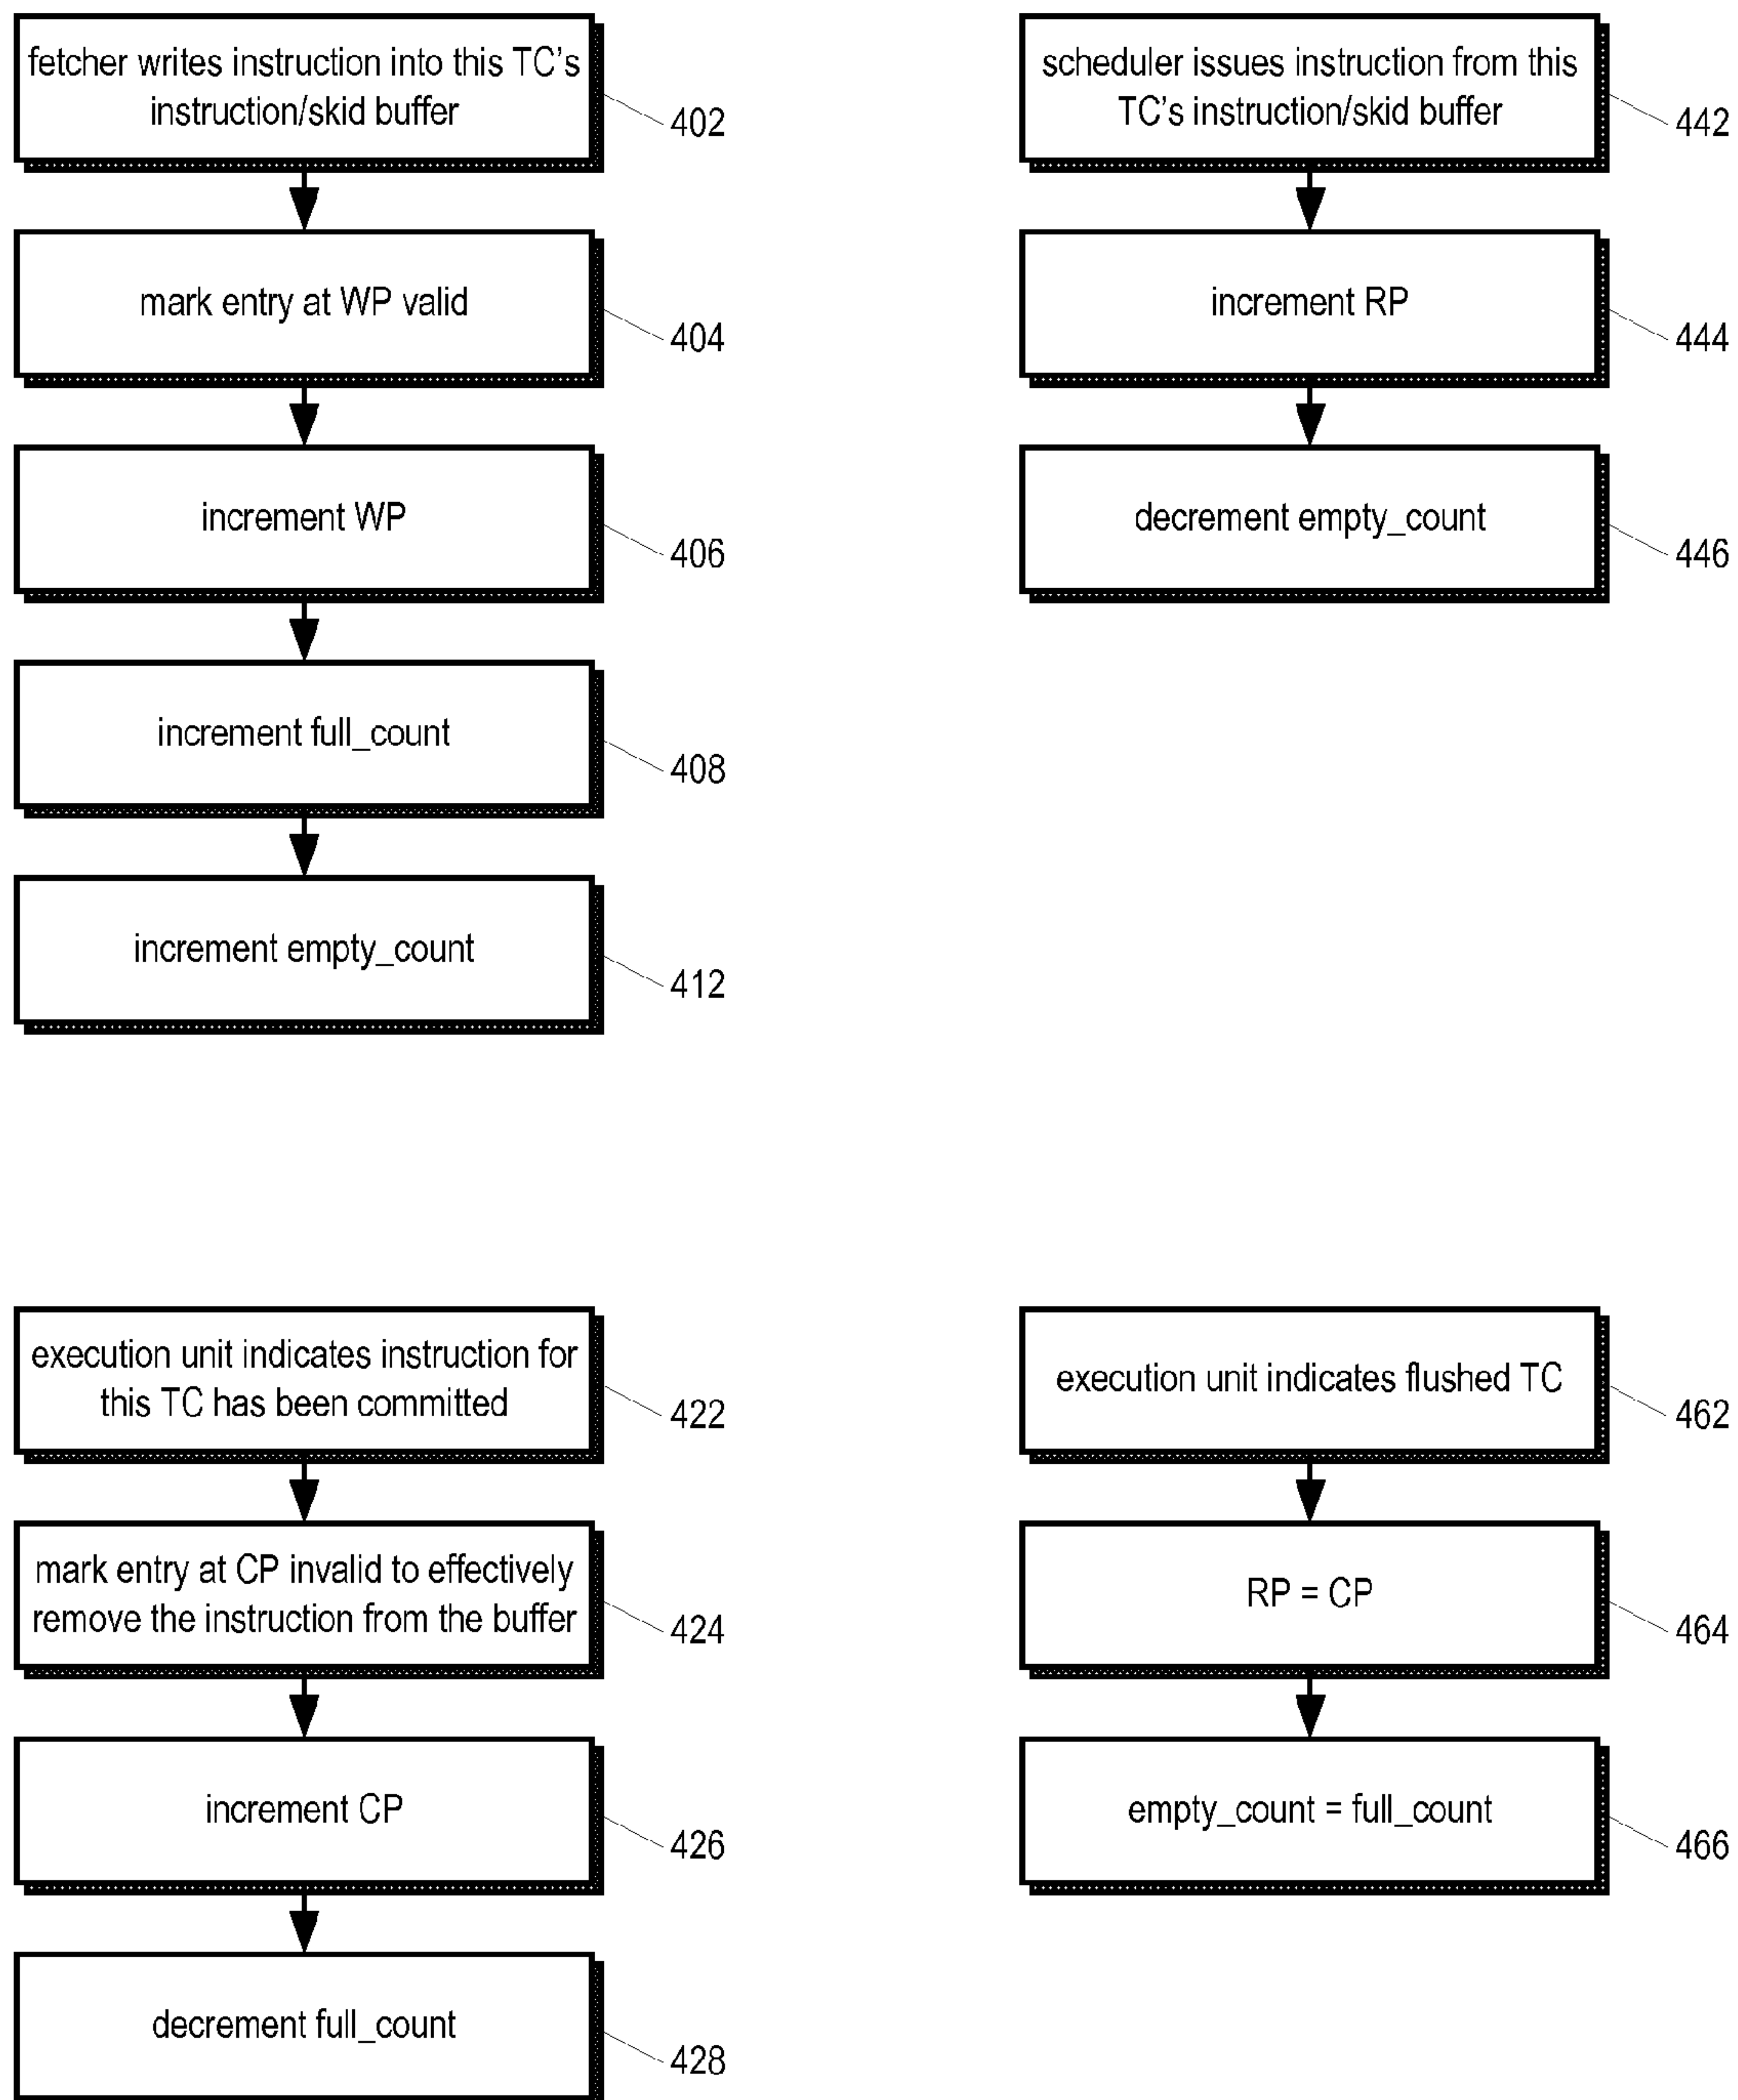 fetcher writes instruction into this TC's
instruction/skid buffer
402
mark entry at WP valid
404
increment WP
406
increment full_count
408
increment empty_count
412
scheduler issues instruction from this
TC's instruction/skid buffer
442
increment RP
444
decrement empty_count
446
execution unit indicates instruction for
this TC has been committed
422
mark entry at CP invalid to effectively
remove the instruction from the buffer
424
increment CP
426
decrement full_count
428
execution unit indicates flushed TC
462
RP = CP
464
empty_count = full_count
466